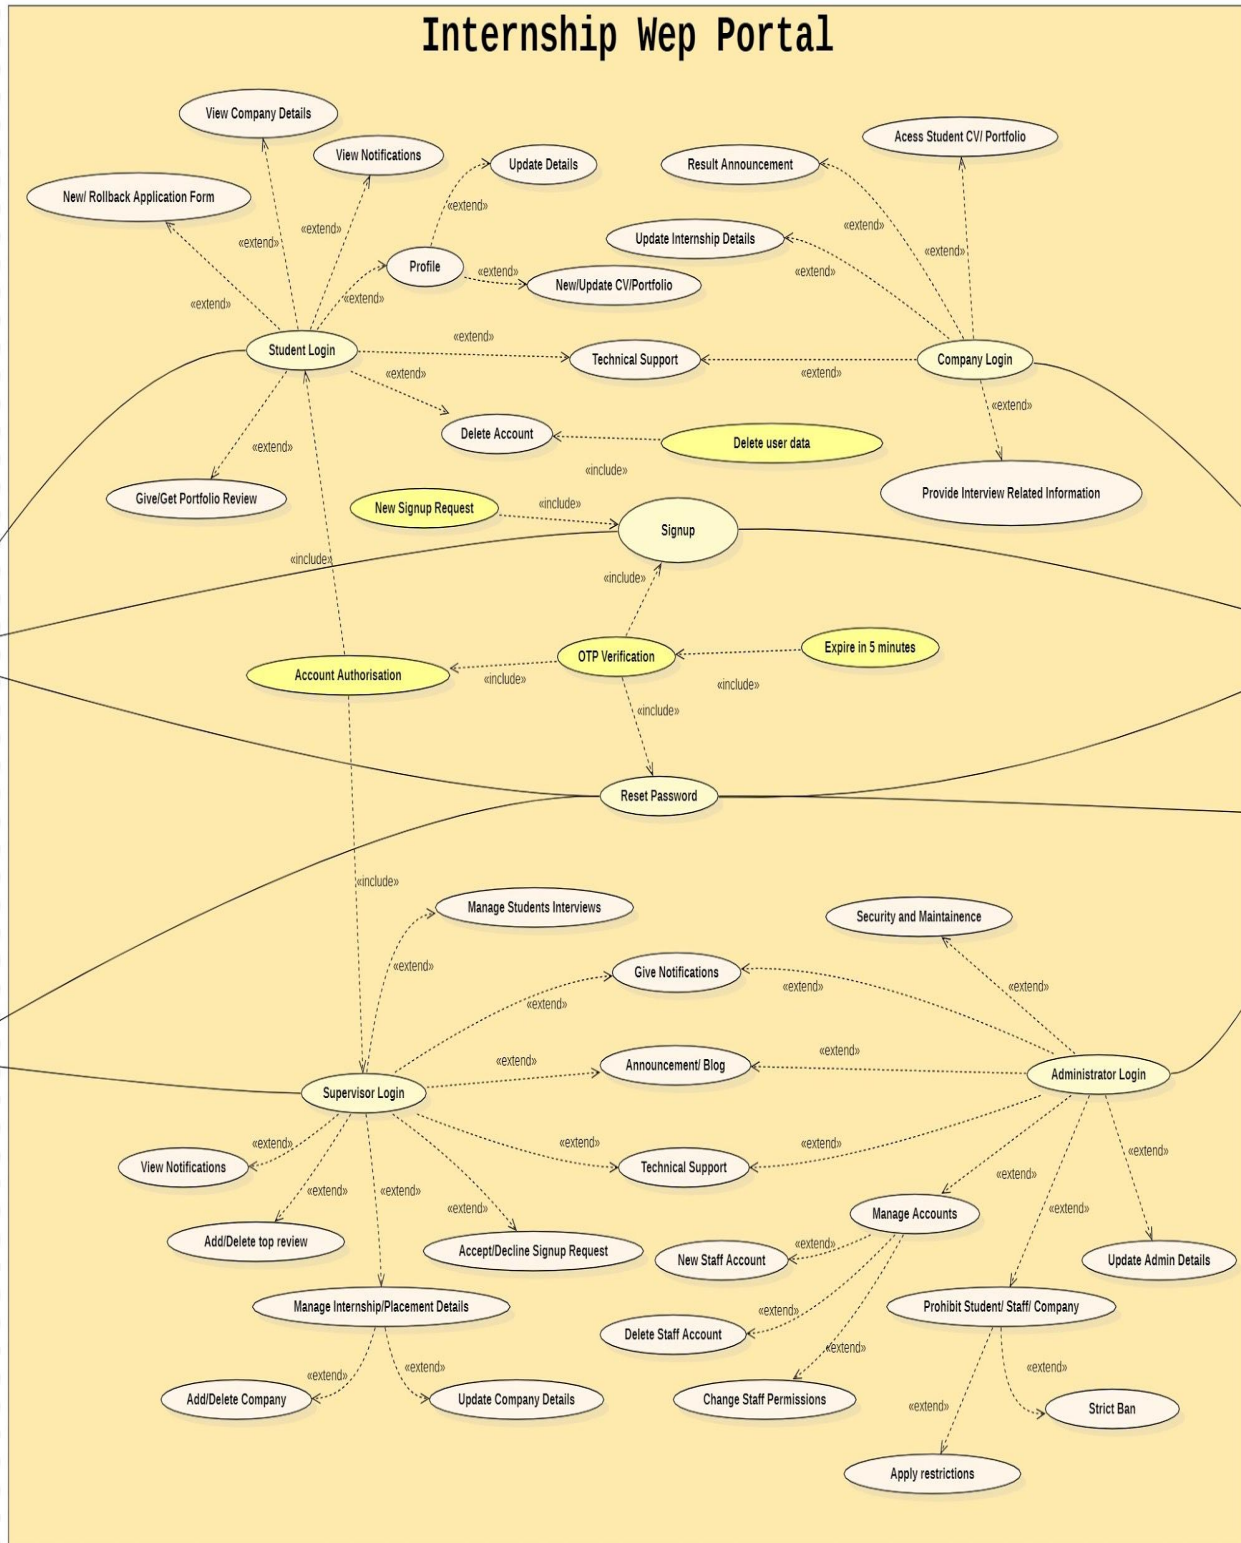 Internship Wep Portal
View Company Details
Acess Student CV/ Portfolio
View Notifications
Update Details
Result Announcement
New/ Rollback Application Form
«extend»
«extend»
«extend»
«extend»
Update Internship Details
«extend»
Profile
«extend»
«extend»
New/Update CV/Portfolio
«extend»
«extend»
«extend»
«extend»
Student Login
Technical Support
Company Login
«extend»
«extend»
«extend»
Delete Account
Delete user data
«extend»
«include»
Give/Get Portfolio Review
Provide Interview Related Information
New Signup Request
«include»
Signup
«include»
«include»
OTP Verification
Expire in 5 minutes
Account Authorisation
«include»
«include»
«include»
Reset Password
«include»
Manage Students Interviews
Security and Maintainence
«extend»
Give Notifications
«extend»
«extend»
«extend»
«extend»
«extend»
Announcement/ Blog
Administrator Login
Supervisor Login
«extend»
«extend»
«extend»
«extend»
View Notifications
Technical Support
«extend»
«extend»
«extend»
«extend»
«extend»
Manage Accounts
Add/Delete top review
Accept/Decline Signup Request
«extend»
New Staff Account
Update Admin Details
Manage Internship/Placement Details
«extend»
Prohibit Student/ Staff/ Company
Delete Staff Account
«extend»
«extend»
«extend»
«extend»
Add/Delete Company
Update Company Details
Change Staff Permissions
«extend»
Strict Ban
Apply restrictions